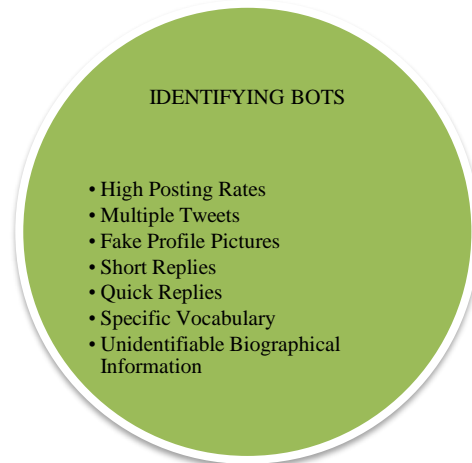 IDENTIFYING BOTS
• High Posting Rates
• Multiple Tweets
• Fake Profile Pictures
• Short Replies
• Quick Replies
• Specific Vocabulary
• Unidentifiable Biographical
Information